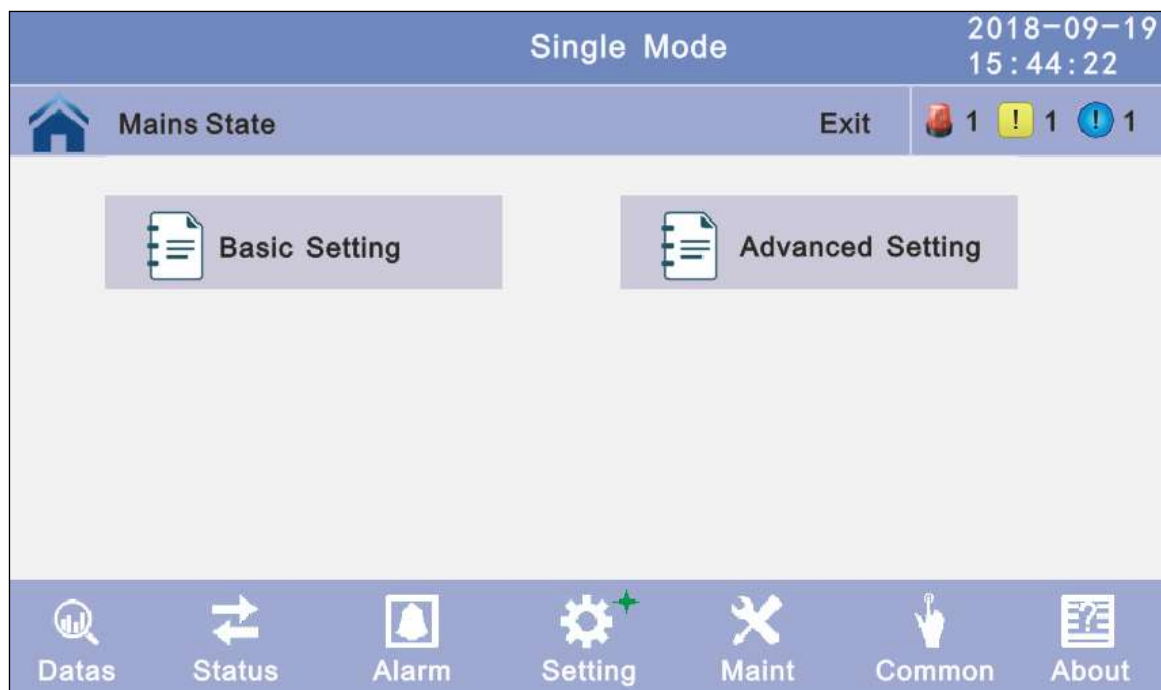 Single Mode
2018-09-19
15:44:22
Mains State
Exit
1 ! 1 ! 1
Basic Setting
Advanced Setting
Datas
Status
Alarm
Setting
Maint
Common
?
About